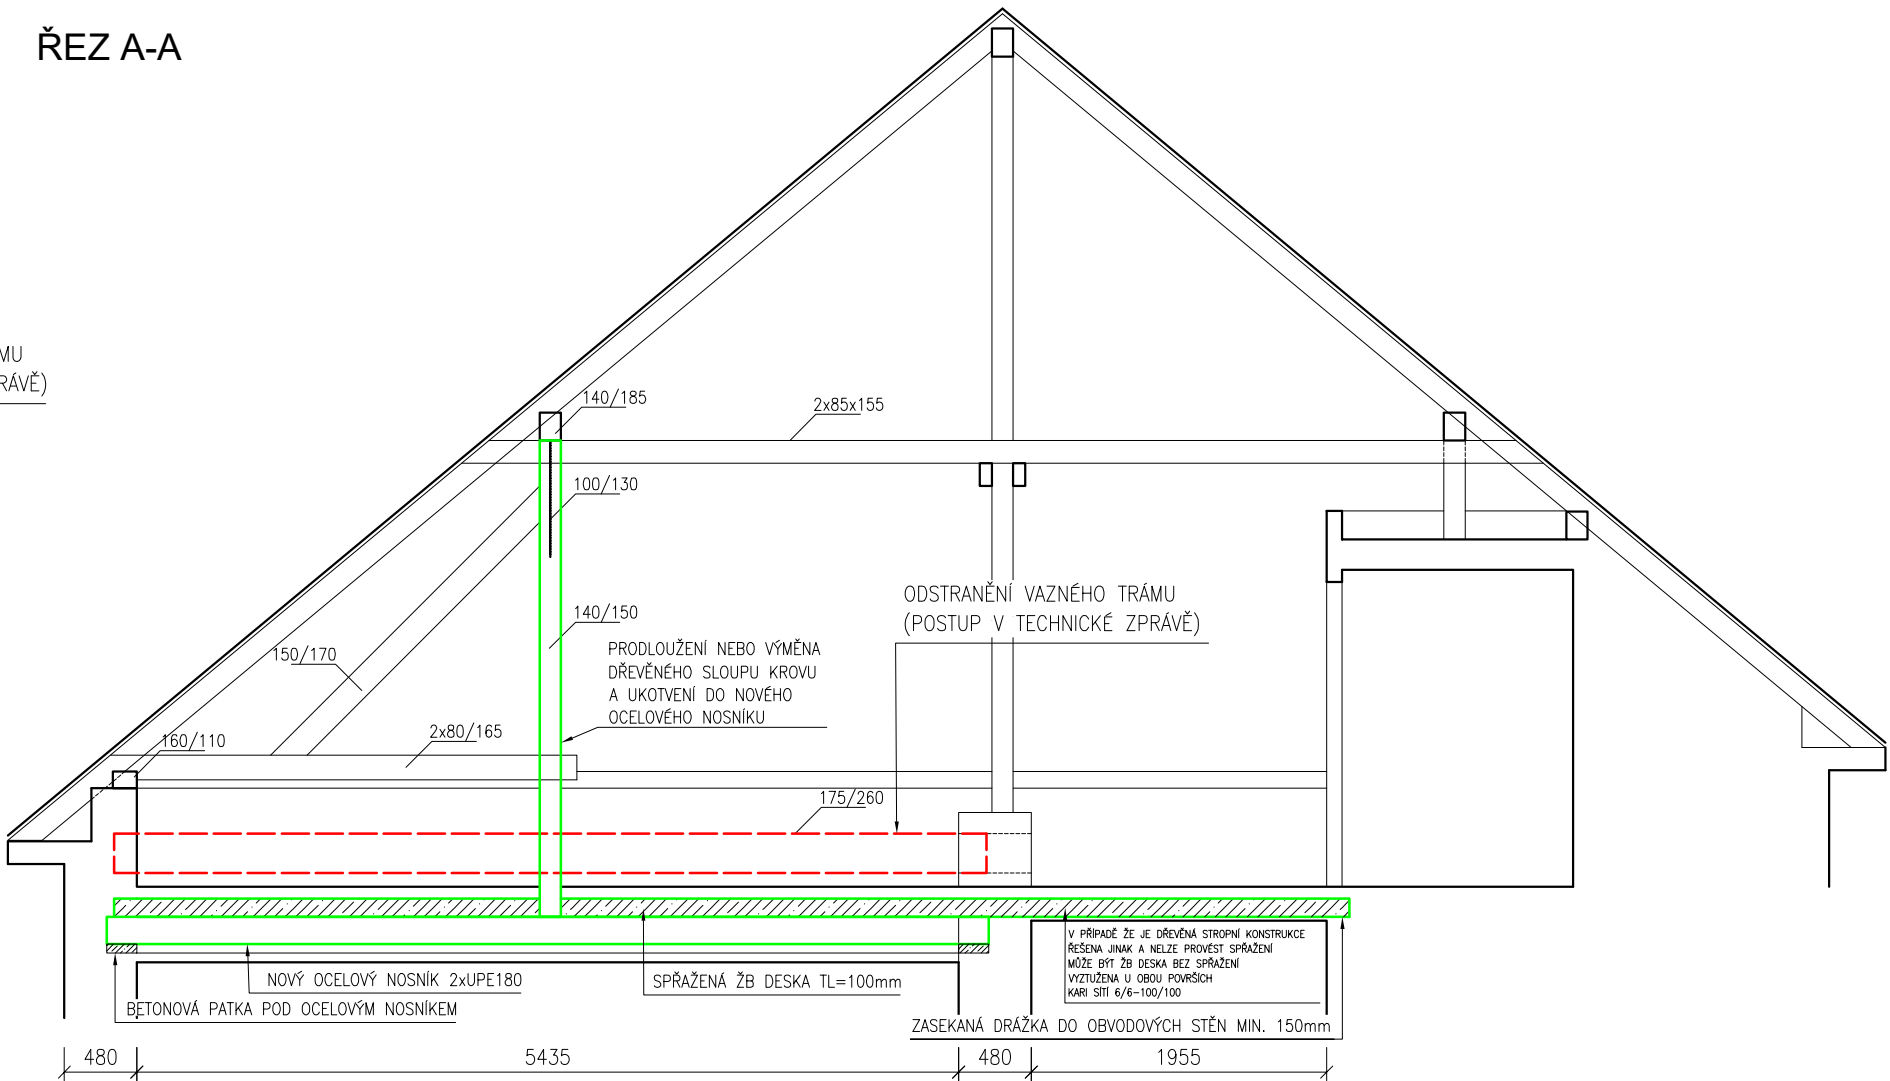 ŘEZ A-A
MU
RÁVĚ)
140/185
2x85x155
100/130
140/150
ODSTRANĚNÍ VAZNÉHO TRÁMU
(POSTUP V TECHNICKÉ ZPRÁVĚ)
150/170
PRODLOUŽENÍ NEBO VÝMĚNA
DŘEVĚNÉHO SLOUPU KROVU
A UKOTVENÍ DO NOVÉHO
OCELOVÉHO NOSNÍKU
160/110
2x80/165
175/260
V PŘÍPADĚ ŽE JE DŘEVĚNÁ STROPNÍ KONSTRUKCE
ŘEŠENA JINAK A NELZE PROVÉST SPŘAŽENÍ
MŮŽE BÝT ŽB DESKA BEZ SPŘAŽENÍ
VYZTUŽENA U OBOU POVRŠÍCH
KARI SÍTÍ 6/6-100/100
NOVÝ OCELOVÝ NOSNÍK 2xUPE180
SPŘAŽENÁ ŽB DESKA TL=100mm
BETONOVÁ PATKA POD OCELOVÝM NOSNÍKEM
ZASEKANÁ DRÁŽKA DO OBVODOVÝCH STĚN MIN. 150mm
480
5435
480
1955